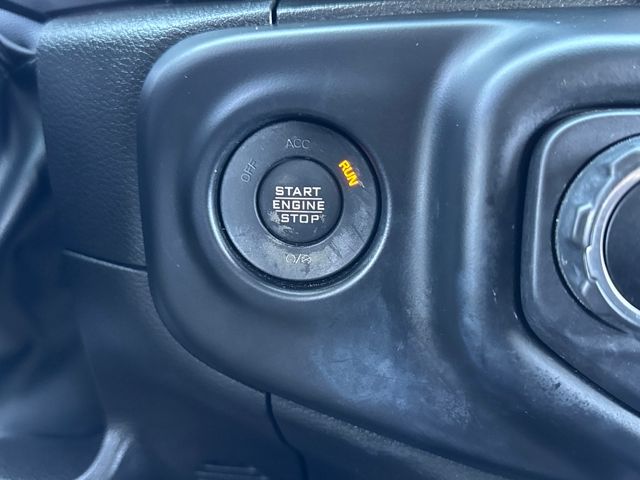 ACC
OFF
RUN
START
ENGINE
STOP